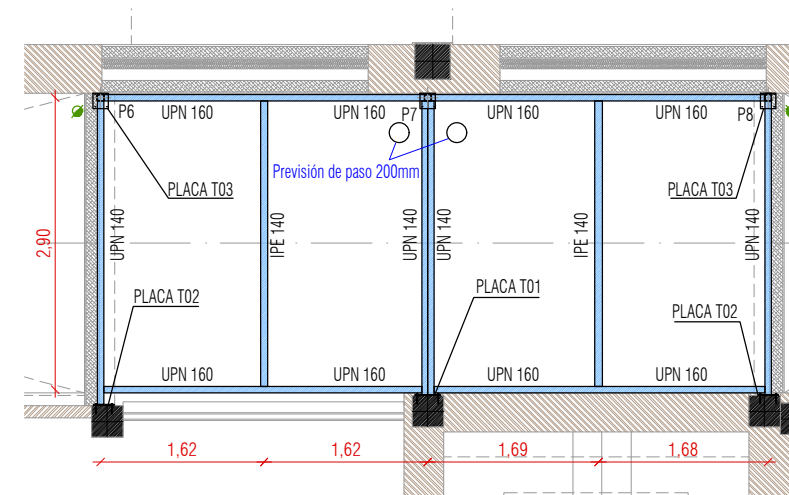 P6
UPN 160
UPN 160
P7
UPN 160
UPN 160
P8
Previsión de paso 200mm
PLACA T03
PLACA T03
2,90
UPN 140
IPE 140
UPN 140
UPN 140
IPE 140
UPN 140
PLACA T02
PLACA T01
PLACA T02
UPN 160
UPN 160
UPN 160
UPN 160
1,62
1,62
1,69
1,68